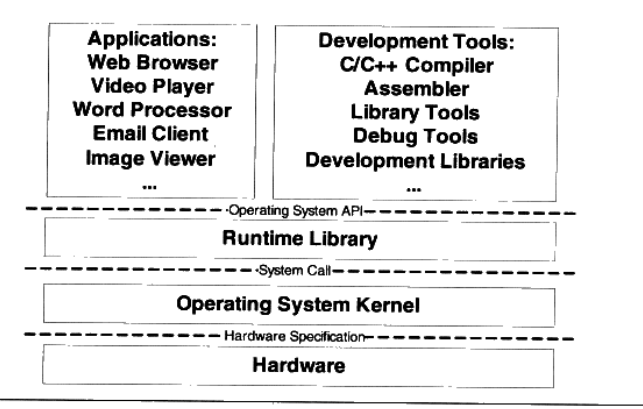 Applications:
Web Browser
Video Player
Word Processor
Email Client
Image Viewer
...
Development Tools:
C/C++ Compiler
Assembler
Library Tools
Debug Tools
Development Libraries
...
Operating System API
Runtime Library
System Call
Operating System Kernel
Hardware Specification
Hardware